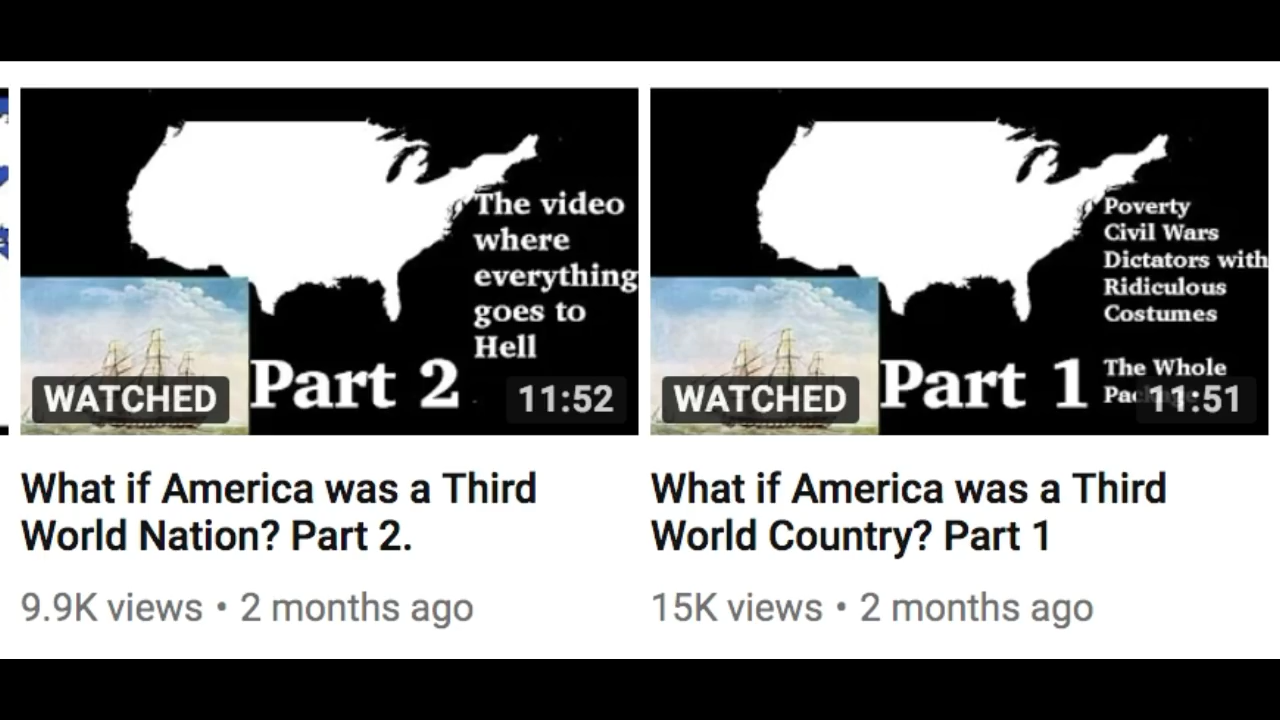 The video
where
everything
goes to
Hell
Part 2
WATCHED
11:52
What if America was a Third
World Nation? Part 2.
9.9K views • 2 months ago
Poverty
Civil Wars
Dictators with
Ridiculous
Costumes
The Whole
Part 1
WATCHED
11:51
What if America was a Third
World Country? Part 1
15K views • 2 months ago